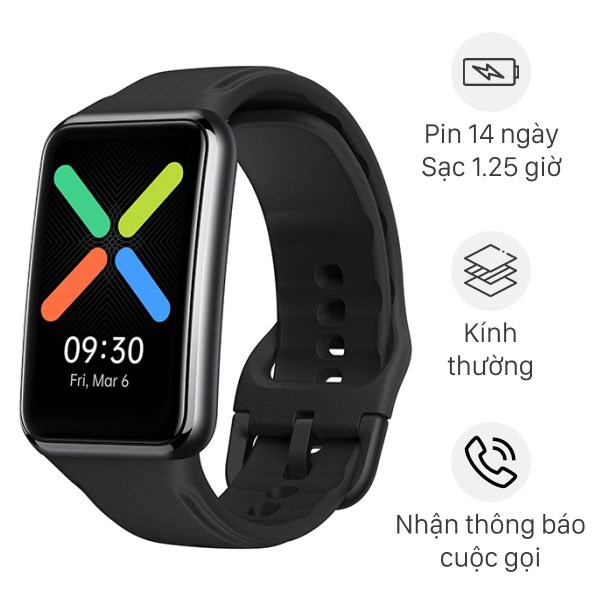 Pin 14 ngày
Sạc 1.25 giờ
Kính
thường
09:30
Fri, Mar 6
Nhận thông báo
cuộc gọi